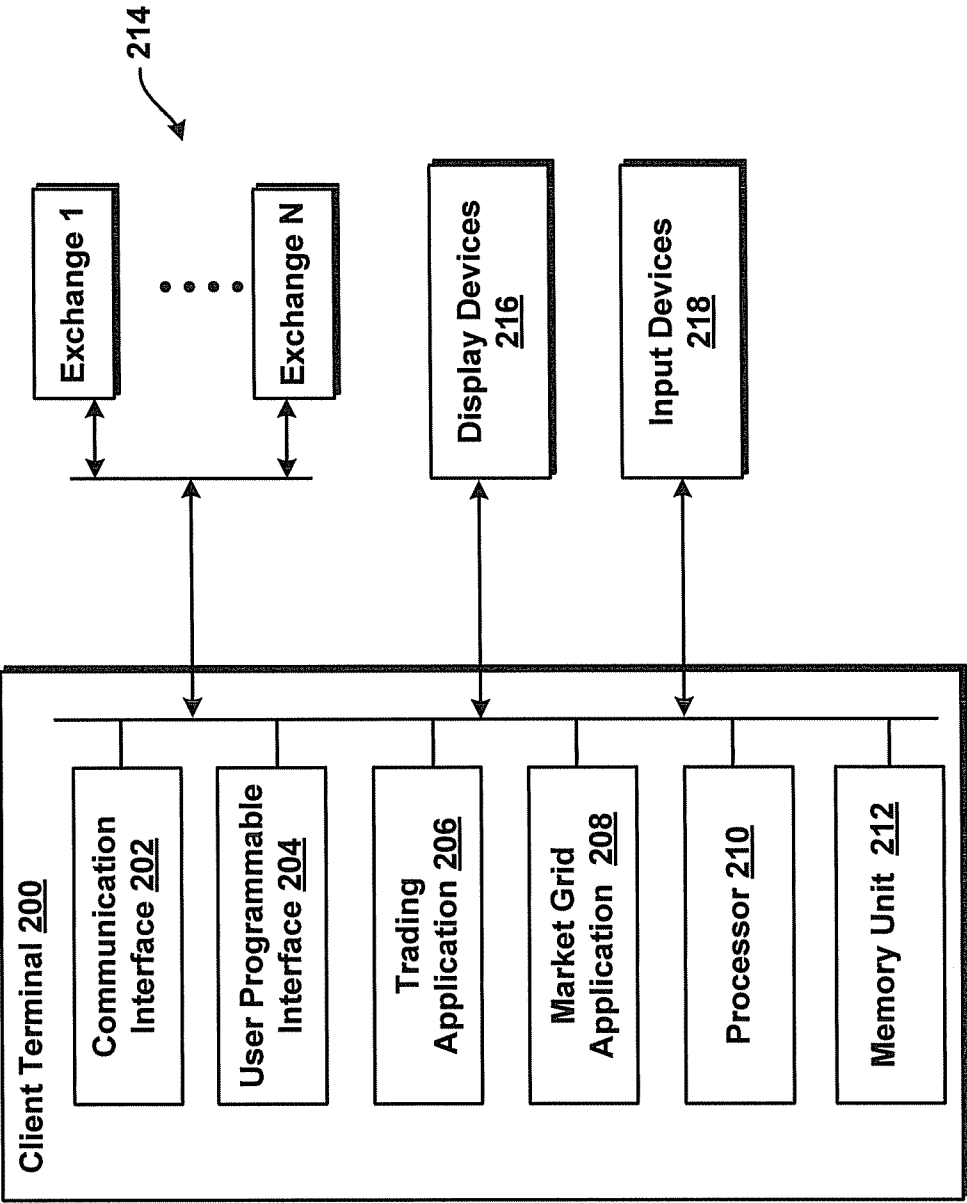 Client Terminal 200
Communication
Interface 202
User Programmable
Interface 204
Trading
Application 206
Market Grid
Application 208
Processor 210
Memory Unit 212
Exchange 1
Exchange N
214
Display Devices
216
Input Devices
218